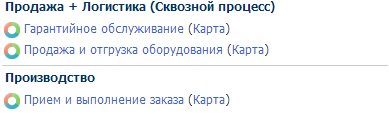 Продажа + Логистика (Сквозной процесс)
Гарантийное обслуживание (Карта)
Продажа и отгрузка оборудования (Карта)
Производство
Прием и выполнение заказа (Карта)